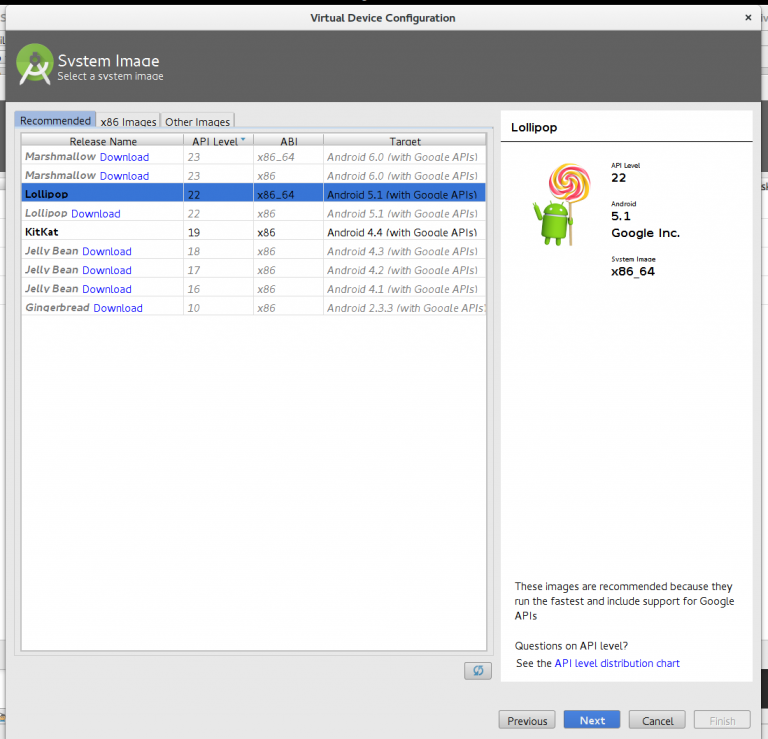 Virtual Device Configuration
System Image
Select a system image
Recommended x86 Images Other Images
Release Name API Level ABI Target
Marshmallow Download 23 x86_64 Android 6.0 (with Google APIs)
Marshmallow Download 23 x86 Android 6.0 (with Google APIs)
Lollipop 22 x86_64 Android 5.1 (with Google APIs)
Lollipop Download 22 x86 Android 5.1 (with Google APIs)
KitKat 19 x86 Android 4.4 (with Google APIs)
Jelly Bean Download 18 x86 Android 4.3 (with Google APIs)
Jelly Bean Download 17 x86 Android 4.2 (with Google APIs)
Jelly Bean Download 16 x86 Android 4.1 (with Google APIs)
Gingerbread Download 10 x86 Android 2.3.3 (with Google APIs)
Lollipop
API Level
22
Android
5.1
Google Inc.
System Image
x86_64
These images are recommended because they
run the fastest and include support for Google
APIs
Questions on API level?
See the API level distribution chart
Previous Next Cancel Finish